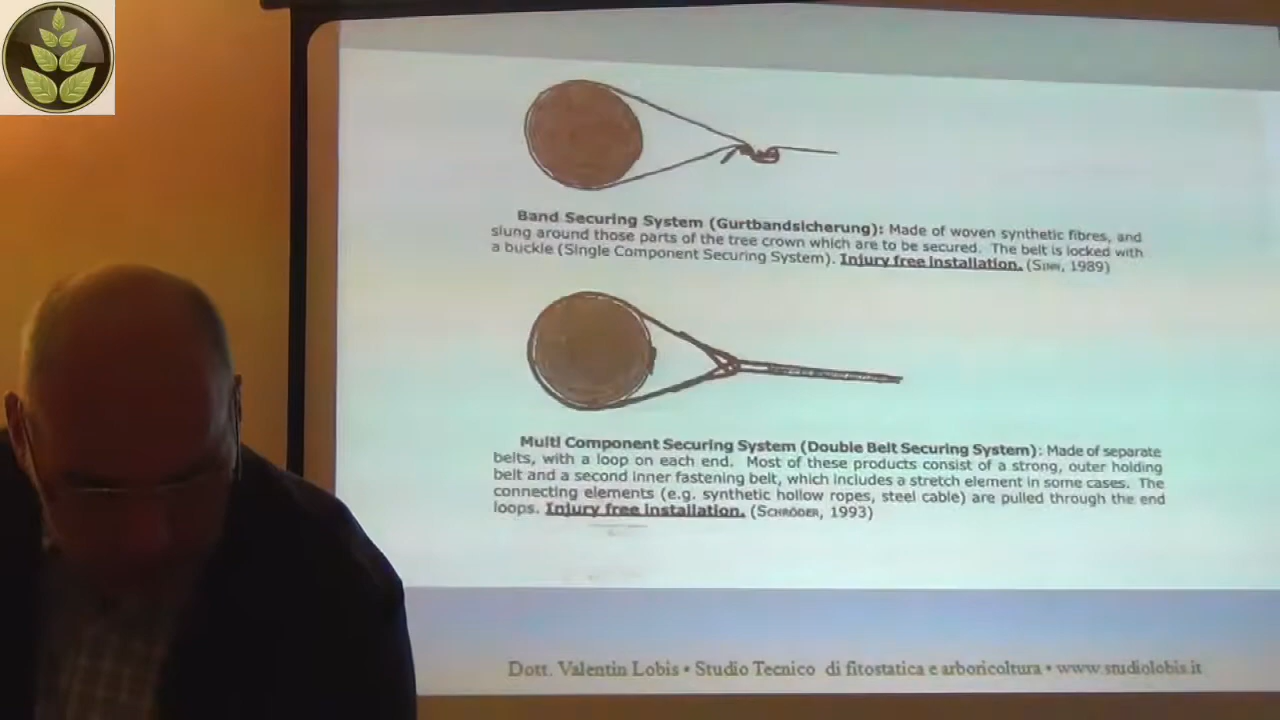 Band Securing System (Gurtbandsicherung): Made of woven synthetic fibres, and
slung around those parts of the tree crown which are to be secured. The belt is locked with
a buckle (Single Component Securing System). Injury free installation. (Sinn, 1989)
Multi Component Securing System (Double Belt Securing System): Made of separate
belts, with a loop on each end. Most of these products consist of a strong, outer holding
belt and a second inner fastening belt, which includes a stretch element in some cases. The
connecting elements (e.g. synthetic hollow ropes, steel cable) are pulled through the end
loops. Injury free installation. (Schröder, 1993)
Dott. Valentin Lobis • Studio Tecnico di fitostatica e arboricoltura • www.studiolobis.it